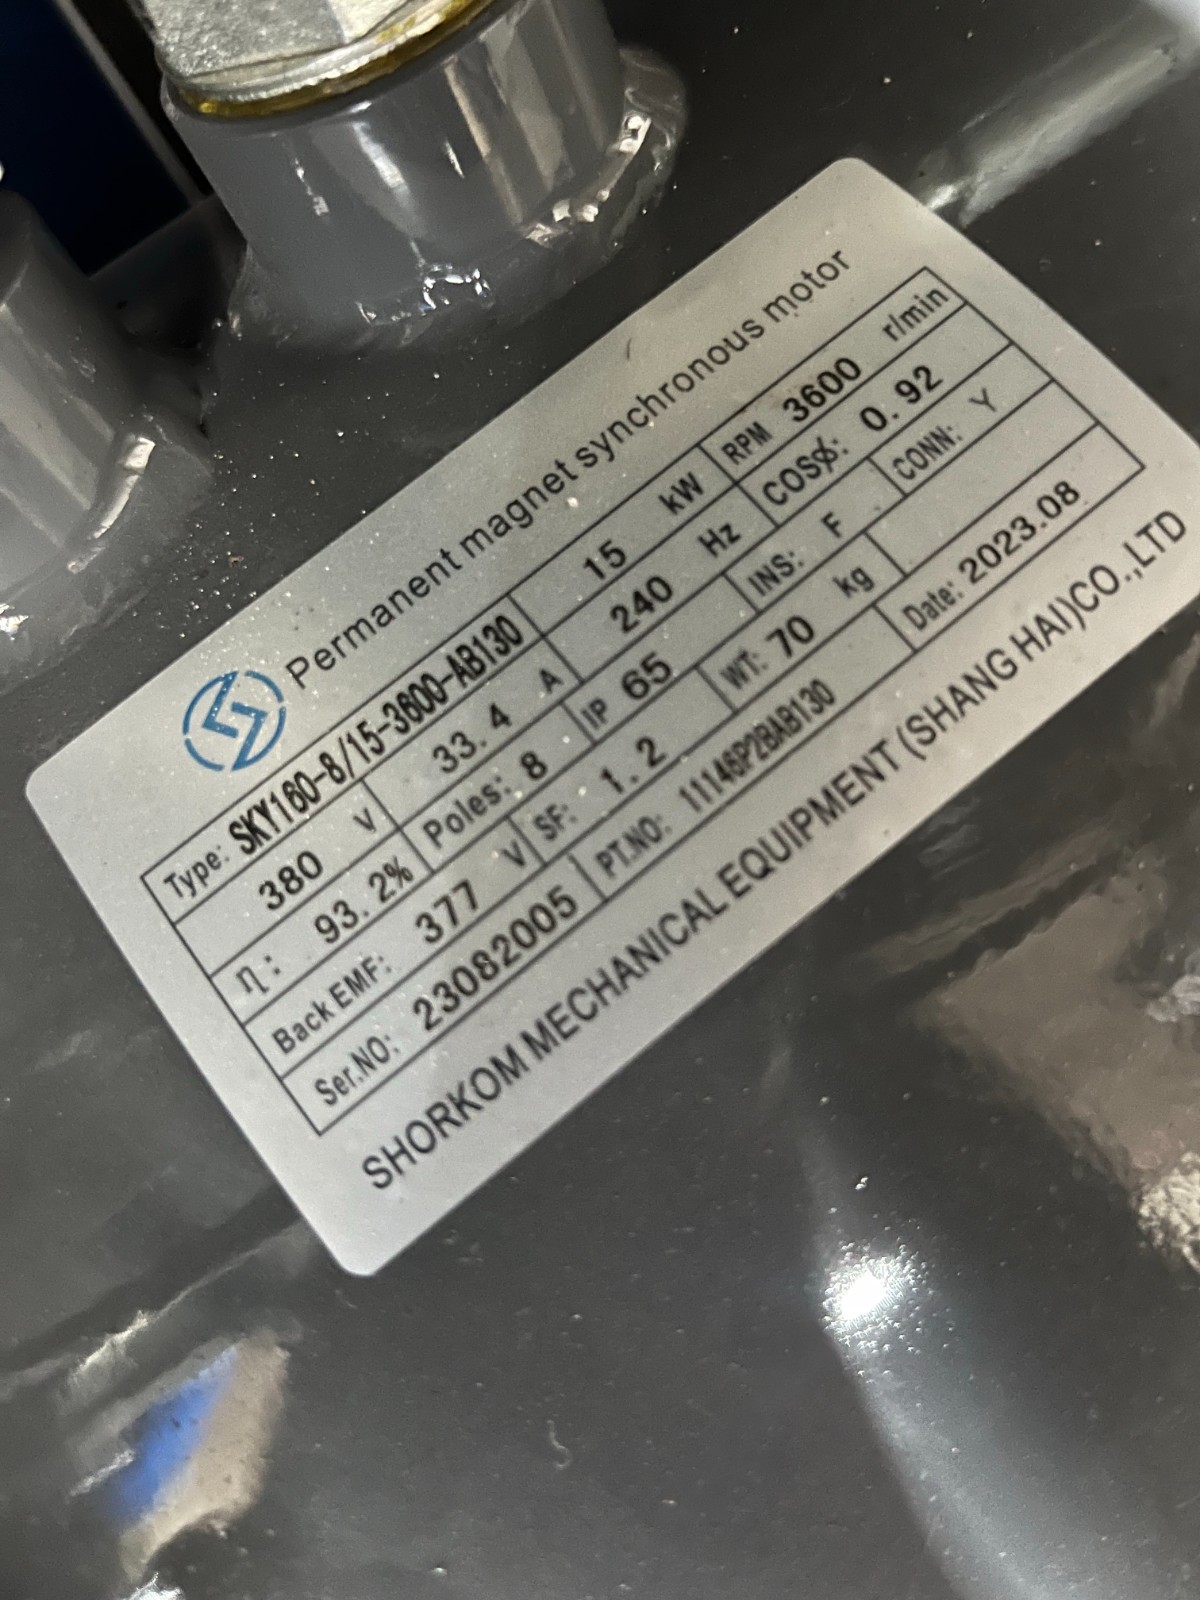 Permanent magnet synchronous motor
Type: SKY160-8/15-3600-AB130 15 kW RPM 3600 r/min
380 V 33.4 A 240 Hz COSø: 0.92
η: 93.2% Poles: 8 IP 65 INS: F CONN: Y
Back EMF: 377 V SF: 1.2 WT: 70 kg
Ser.NO: 23082005 PT.NO: 11146P2BAB130 Date: 2023.08
SHORKOM MECHANICAL EQUIPMENT (SHANG HAI)CO.,LTD